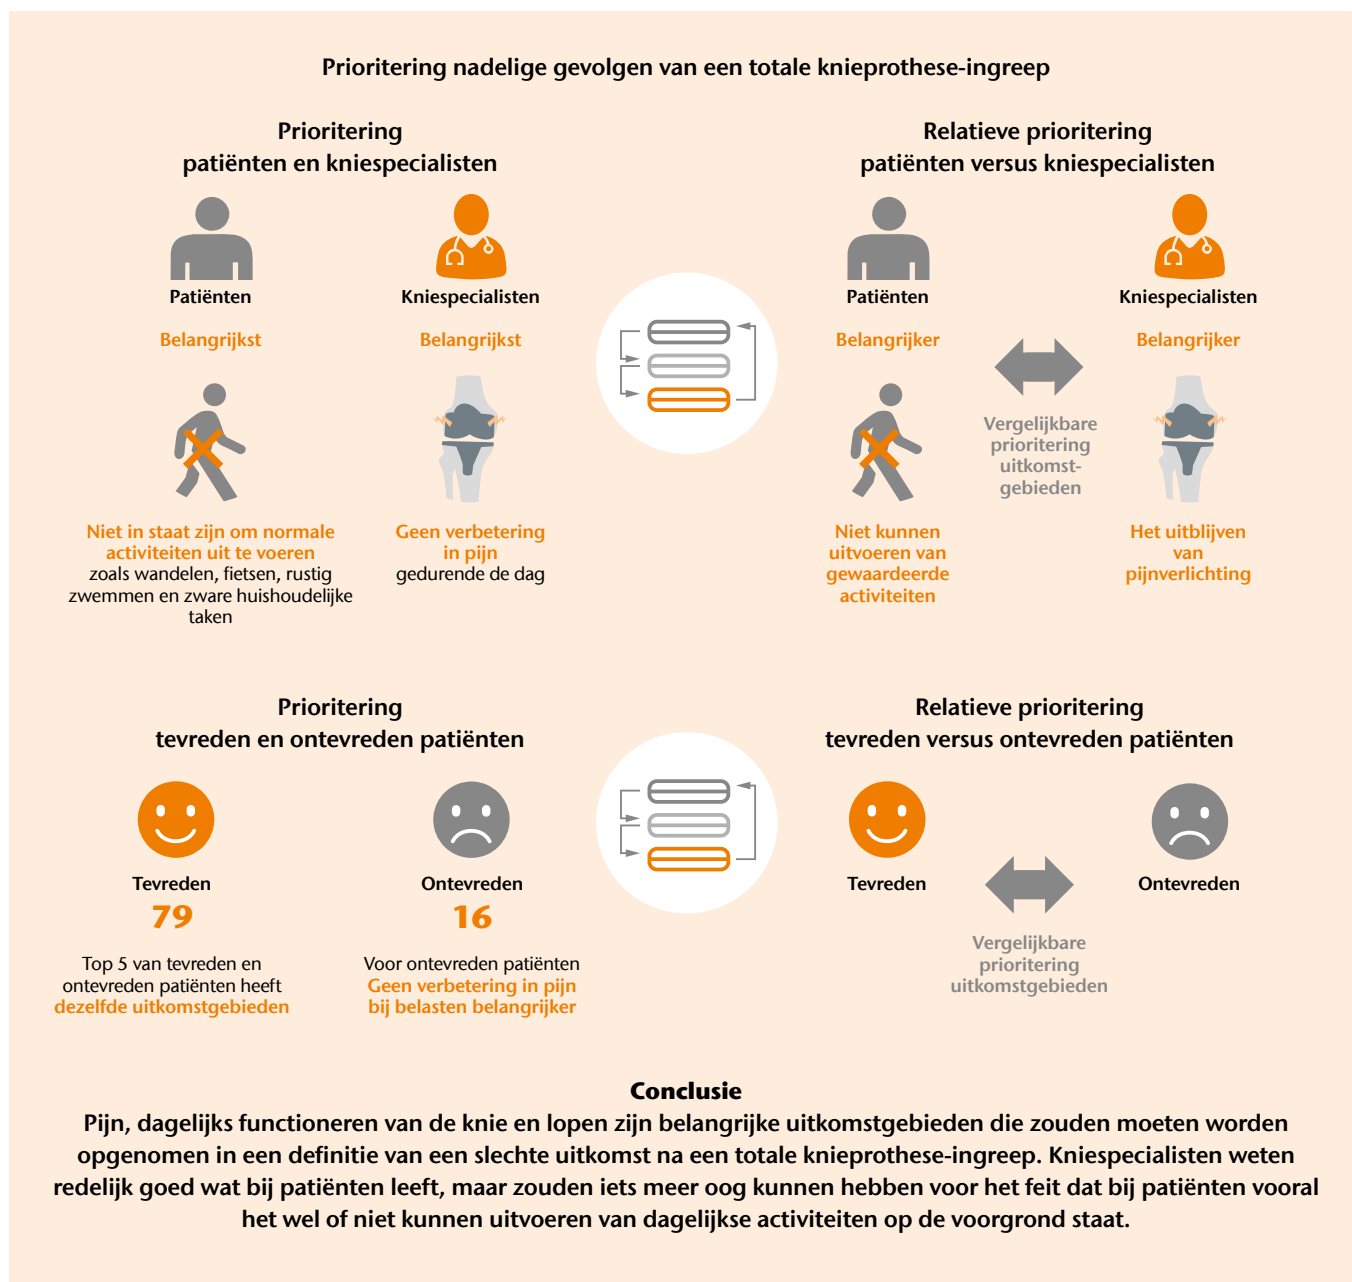 Prioritering nadelige gevolgen van een totale knieprothese-ingreep
Prioritering
patiënten en kniespecialisten
Patiënten
Belangrijkst
Niet in staat zijn om normale
activiteiten uit te voeren
zoals wandelen, fietsen, rustig
zwemmen en zware huishoudelijke
taken
Kniespecialisten
Belangrijkst
Geen verbetering
in pijn
gedurende de dag
Relatieve prioritering
patiënten versus kniespecialisten
Patiënten
Belangrijker
Niet kunnen
uitvoeren van
gewaardeerde
activiteiten
Vergelijkbare
prioritering
uitkomst-
gebieden
Kniespecialisten
Belangrijker
Het uitblijven
van
pijnverlichting
Prioritering
tevreden en ontevreden patiënten
Tevreden
79
Top 5 van tevreden en
ontevreden patiënten heeft
dezelfde uitkomstgebieden
Ontevreden
16
Voor ontevreden patiënten
Geen verbetering in pijn
bij belasten belangrijker
Relatieve prioritering
tevreden versus ontevreden patiënten
Tevreden
Vergelijkbare
prioritering
uitkomstgebieden
Ontevreden
Conclusie
Pijn, dagelijks functioneren van de knie en lopen zijn belangrijke uitkomstgebieden die zouden moeten worden
opgenomen in een definitie van een slechte uitkomst na een totale knieprothese-ingreep. Kniespecialisten weten
redelijk goed wat bij patiënten leeft, maar zouden iets meer oog kunnen hebben voor het feit dat bij patiënten vooral
het wel of niet kunnen uitvoeren van dagelijkse activiteiten op de voorgrond staat.